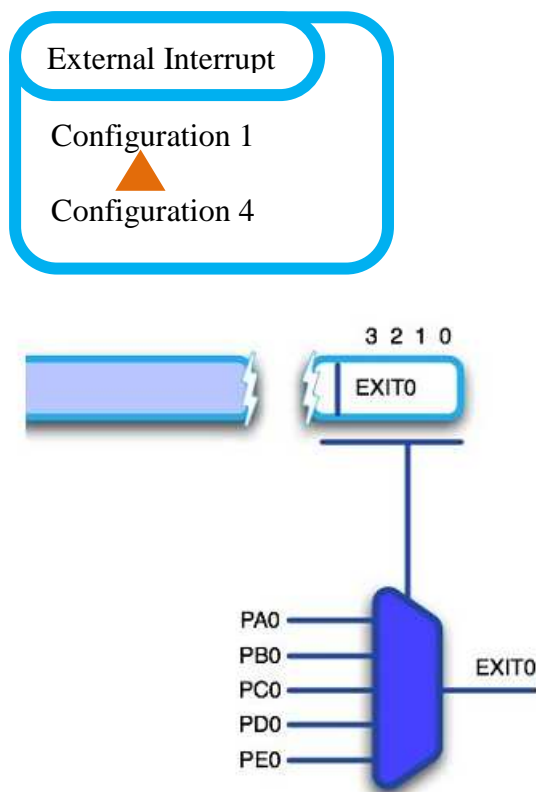 External Interrupt
Configuration 1
Configuration 4
3 2 1 0
EXIT0
PA0
PB0
PC0
EXIT0
PD0
PE0